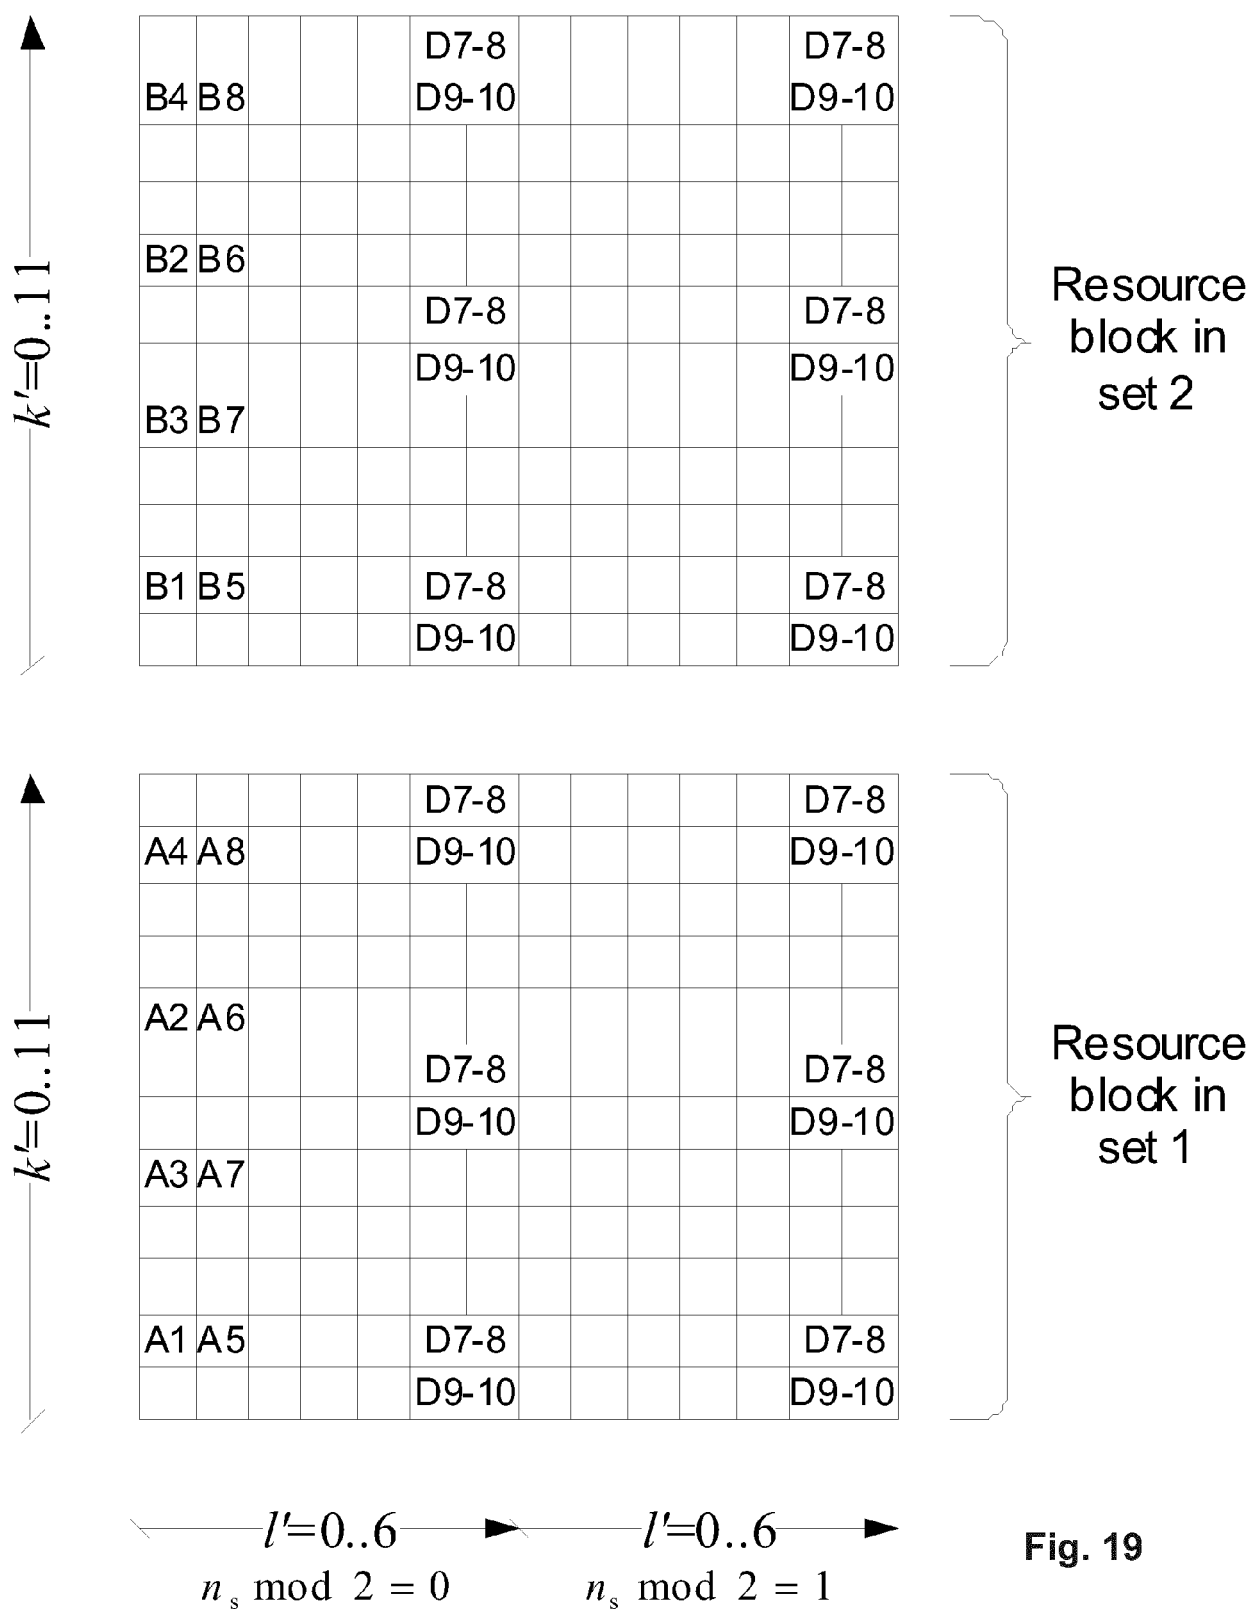 D7-8 D7-8
B4 B8 D9-10 D9-10
B2 B6
D7-8 D7-8
D9-10 D9-10
B3 B7
B1 B5 D7-8 D7-8
D9-10 D9-10
k'=0..11
Resource
block in
set 2
D7-8 D7-8
A4 A8 D9-10 D9-10
A2 A6
D7-8 D7-8
D9-10 D9-10
A3 A7
A1 A5 D7-8 D7-8
D9-10 D9-10
k'=0..11
Resource
block in
set 1
l'=0..6 l'=0..6
n_s mod 2 = 0 n_s mod 2 = 1
Fig. 19